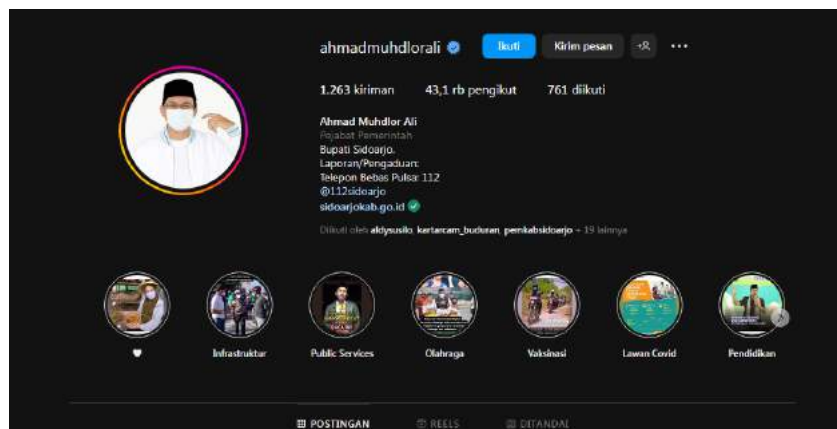 ahmadmuhdlorali Ikuti Kirim pesan
1.263 kiriman 43,1 rb pengikut 761 diikuti
Ahmad Muhdlor Ali
Pejabat Pemerintah
Bupati Sidoarjo.
Laporan/Pengaduan:
Telepon Bebas Pulsa: 112
@112sidoarjo
sidoarjokab.go.id
Diikuti oleh aldysusilo, kartarcam_buduran, pemkabsidoarjo + 19 lainnya
Infrastruktur Public Services Olahraga Vaksinasi Lawan Covid Pendidikan
POSTINGAN REELS DITANDAI